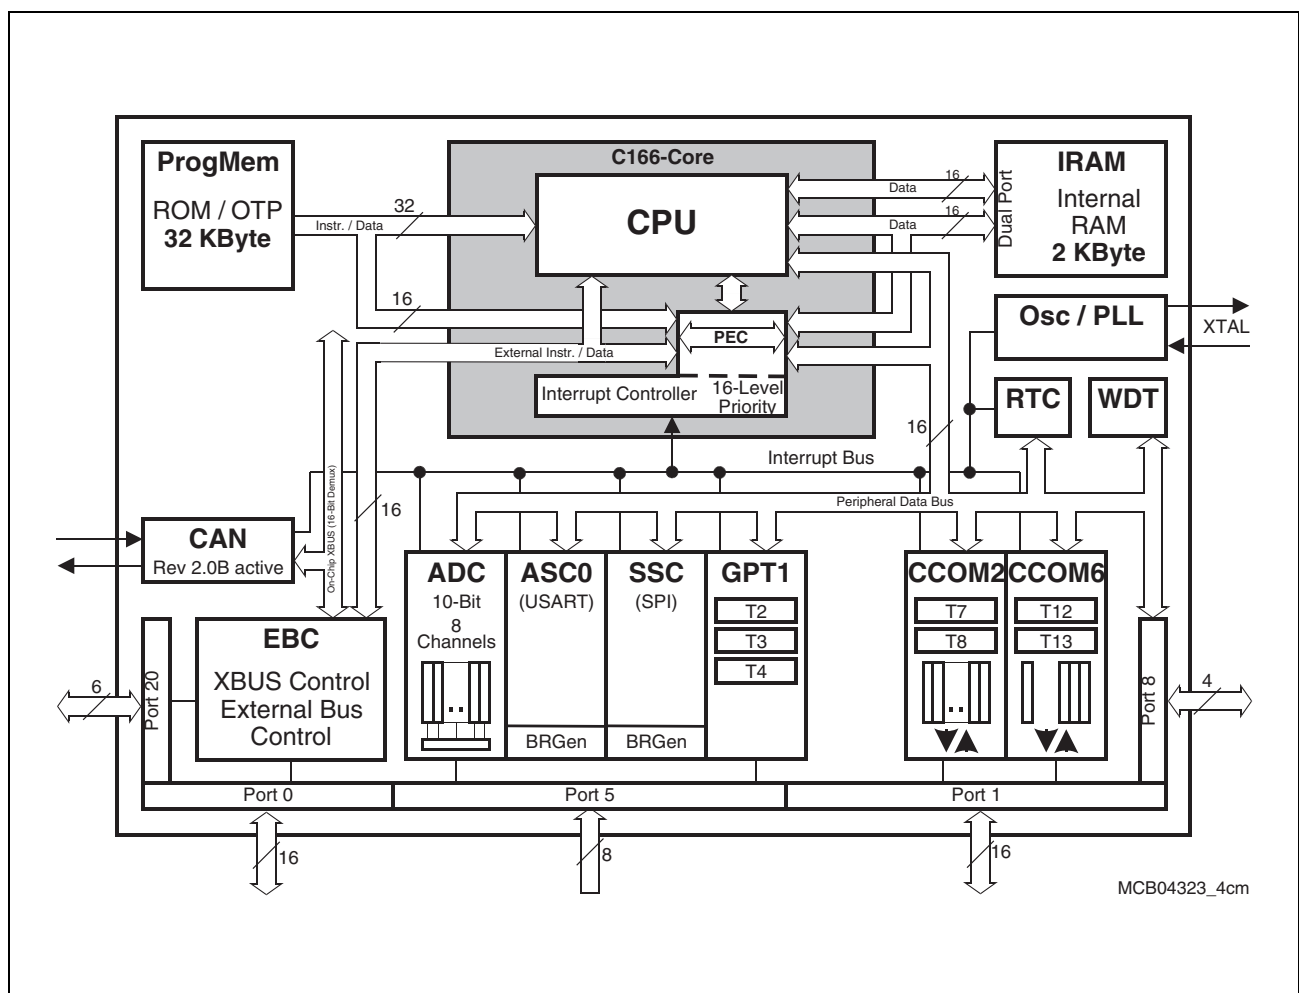 ProgMem
ROM / OTP
32 KByte
C166-Core
CPU
IRAM
Internal
RAM
2 KByte
Dual Port
32
Instr. / Data
16
Data
16
Data
16
Osc / PLL
XTAL
PEC
External Instr. / Data
Interrupt Controller
16-Level
Priority
RTC
WDT
16
Interrupt Bus
Peripheral Data Bus
On-Chip XBUS (16-Bit Demux)
16
CAN
Rev 2.0B active
EBC
XBUS Control
External Bus
Control
ADC
10-Bit
8
Channels
ASC0
(USART)
BRGen
SSC
(SPI)
BRGen
GPT1
T2
T3
T4
CCOM2
T7
T8
CCOM6
T12
T13
6
Port 20
Port 8
4
Port 0
Port 5
Port 1
16
8
16
MCB04323_4cm